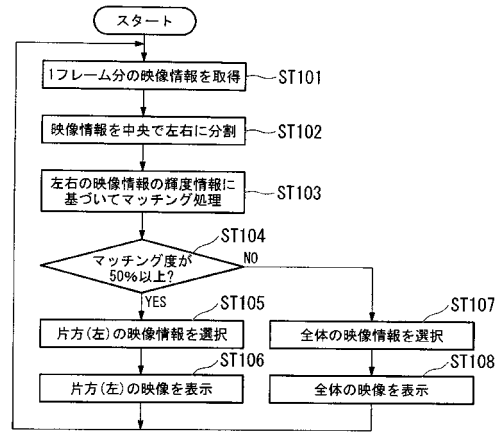 スタート
1フレーム分の映像情報を取得
ST101
映像情報を中央で左右に分割
ST102
左右の映像情報の輝度情報に
基づいてマッチング処理
ST103
ST104
マッチング度が
50%以上?
NO
YES
ST105
片方(左)の映像情報を選択
ST107
全体の映像情報を選択
ST106
片方(左)の映像を表示
ST108
全体の映像を表示